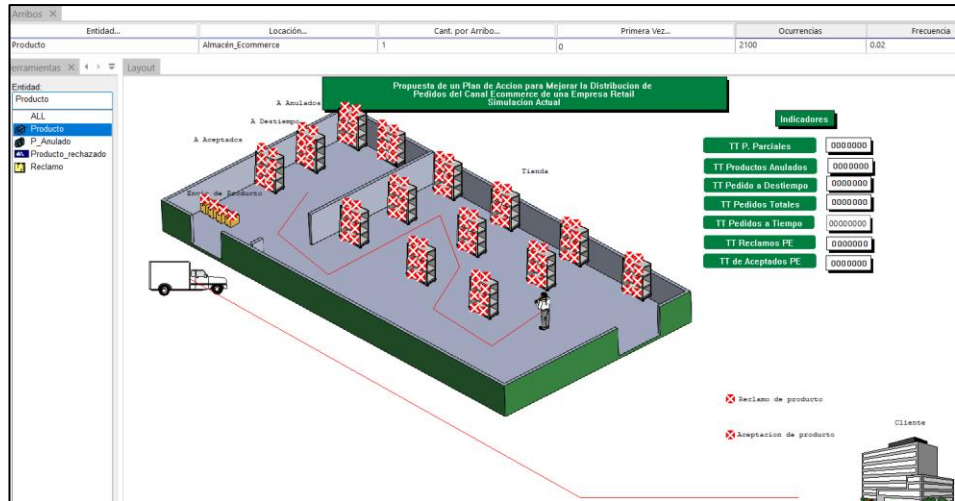 Arribos
Entidad... Locación... Cant. por Arribo... Primera Vez... Ocurrencias Frecuencia
Producto Almacén_Ecommerce 1 0 2100 0.02
erramientas Layout
Entidad:
Producto
ALL
Producto
P_Anulado
Producto_rechazado
Reclamo
Propuesta de un Plan de Accion para Mejorar la Distribucion de
Pedidos del Canal Ecommerce de una Empresa Retail
Simulacion Actual
A Anulados
A Destiempo
A Aceptados
Tienda
Envio de Producto
Indicadores
TT P. Parciales 0000000
TT Productos Anulados 0000000
TT Pedido a Destiempo 0000000
TT Pedidos Totales 0000000
TT Pedidos a Tiempo 00000000
TT Reclamos PE 0000000
TT de Aceptados PE 0000000
Reclamo de producto
Aceptacion de producto
Cliente